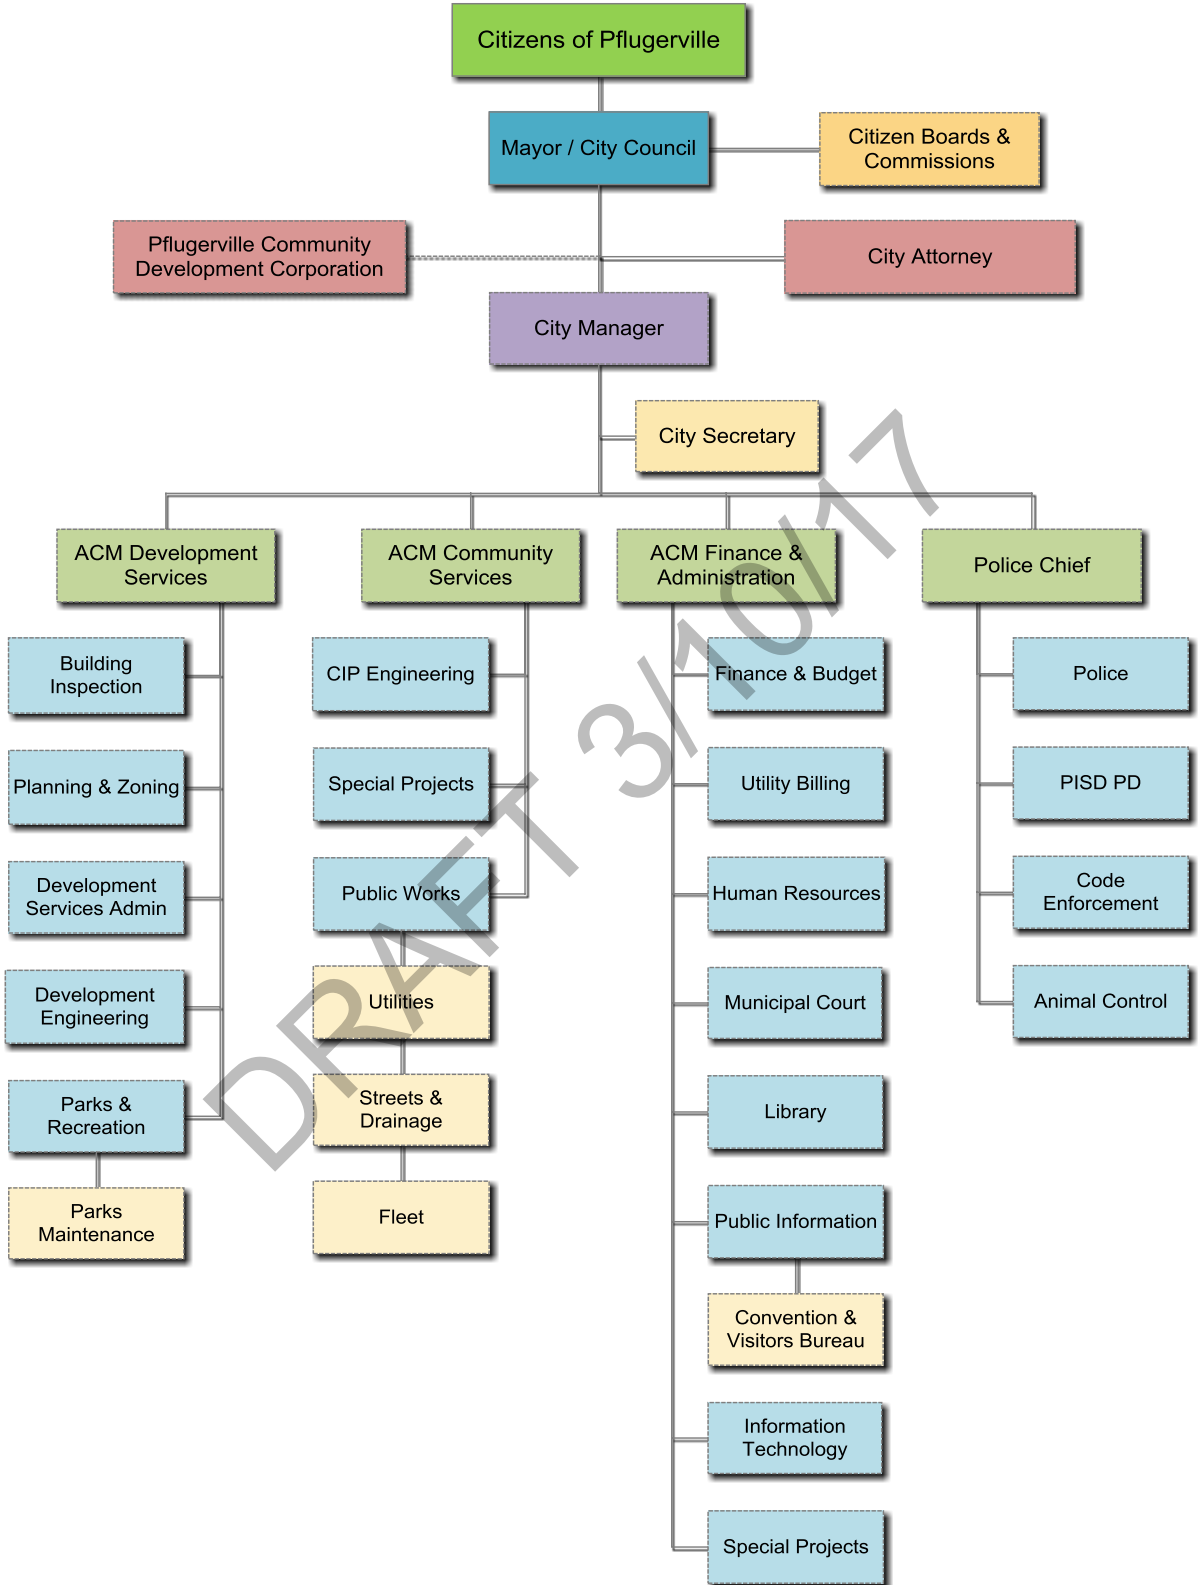 Citizens of Pflugerville
Mayor / City Council
Citizen Boards &
Commissions
Pflugerville Community
Development Corporation
City Attorney
City Manager
City Secretary
ACM Development
Services
ACM Community
Services
ACM Finance &
Administration
Police Chief
Building
Inspection
Planning & Zoning
Development
Services Admin
Development
Engineering
Parks &
Recreation
Parks
Maintenance
CIP Engineering
Special Projects
Public Works
Utilities
Streets &
Drainage
Fleet
Finance & Budget
Utility Billing
Human Resources
Municipal Court
Library
Public Information
Convention &
Visitors Bureau
Information
Technology
Special Projects
Police
PISD PD
Code
Enforcement
Animal Control
DRAFT 3/10/17